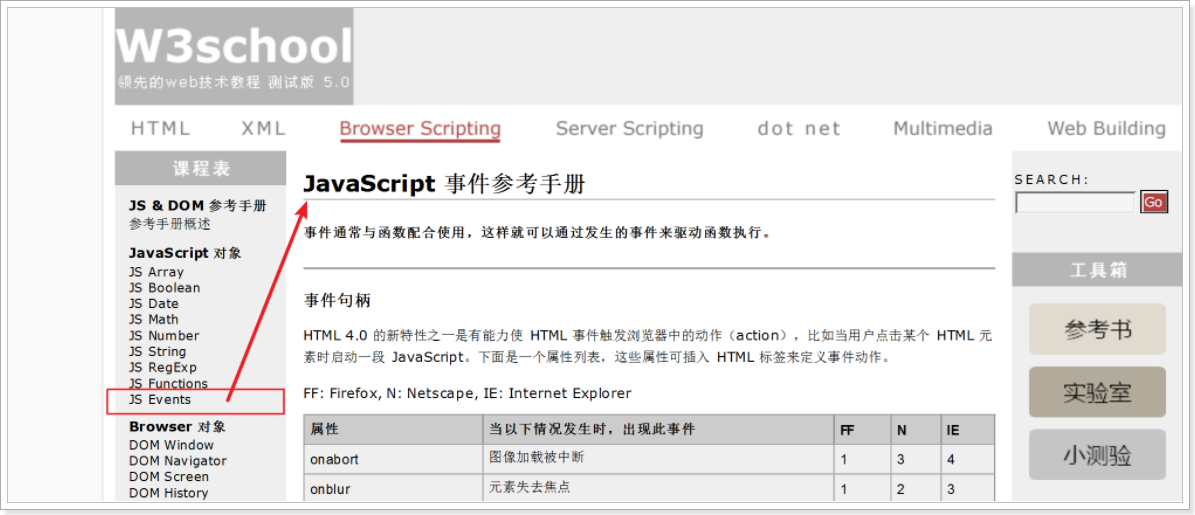 W3school
领先的web技术教程 测试版 5.0
HTML XML Browser Scripting Server Scripting dot net Multimedia Web Building
课程表
JS & DOM 参考手册
参考手册概述
JavaScript 对象
JS Array
JS Boolean
JS Date
JS Math
JS Number
JS String
JS RegExp
JS Functions
JS Events
Browser 对象
DOM Window
DOM Navigator
DOM Screen
DOM History
JavaScript 事件参考手册
事件通常与函数配合使用，这样就可以通过发生的事件来驱动函数执行。
事件句柄
HTML 4.0 的新特性之一是有能力使 HTML 事件触发浏览器中的动作（action），比如当用户点击某个 HTML 元
素时启动一段 JavaScript。下面是一个属性列表，这些属性可插入 HTML 标签来定义事件动作。
FF: Firefox, N: Netscape, IE: Internet Explorer
属性 当以下情况发生时，出现此事件 FF N IE
onabort 图像加载被中断 1 3 4
onblur 元素失去焦点 1 2 3
SEARCH:
Go
工具箱
参考书
实验室
小测验